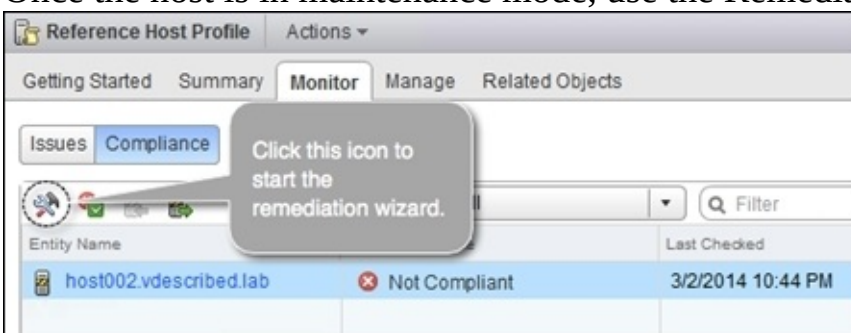 Once the host is in maintenance mode, use the Remedia
Reference Host Profile Actions
Getting Started Summary Monitor Manage Related Objects
Issues Compliance
Click this icon to
start the
remediation wizard.
Filter
Entity Name Last Checked
host002.vdescribed.lab Not Compliant 3/2/2014 10:44 PM